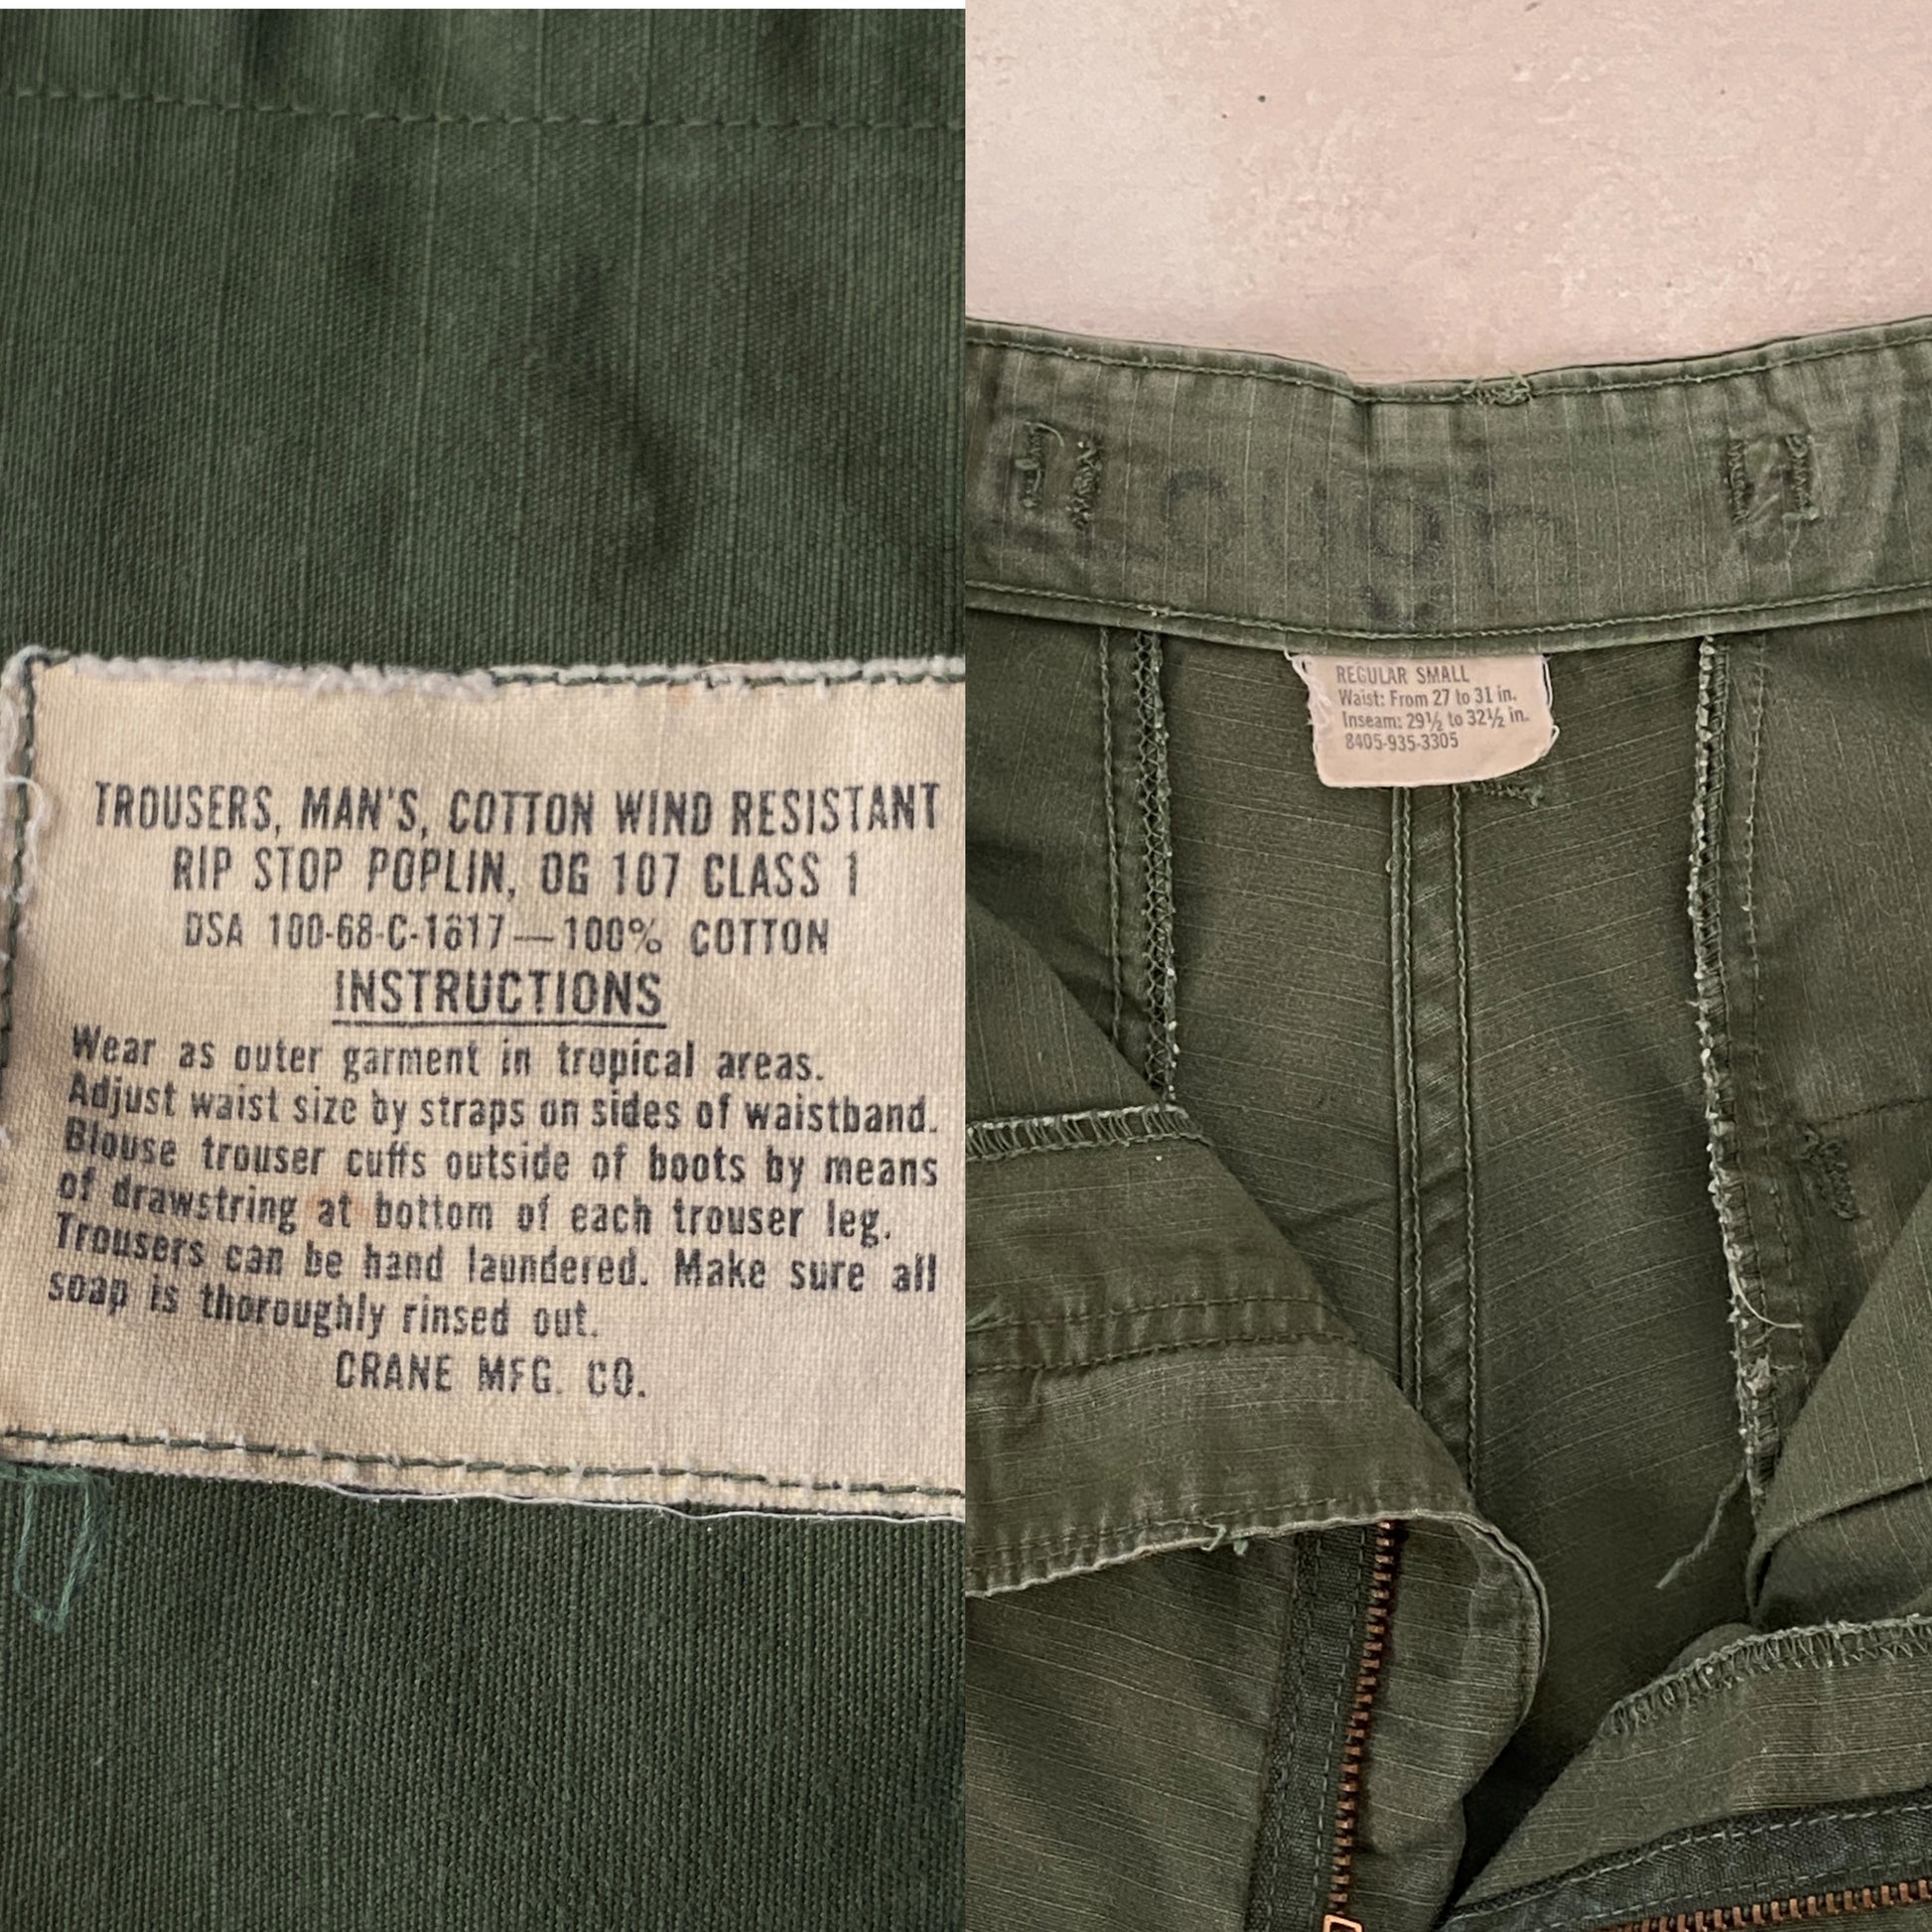 TROUSERS, MAN'S, COTTON WIND RESISTANT
RIP STOP POPLIN, OG 107 CLASS 1
DSA 100-68-C-1817—100% COTTON
INSTRUCTIONS
Wear as outer garment in tropical areas.
Adjust waist size by straps on sides of waistband.
Blouse trouser cuffs outside of boots by means
of drawstring at bottom of each trouser leg.
Trousers can be hand laundered. Make sure all
soap is thoroughly rinsed out.
CRANE MFG. CO.
REGULAR SMALL
Waist: From 27 to 31 in.
Inseam: 29½ to 32½ in.
8405-935-3305